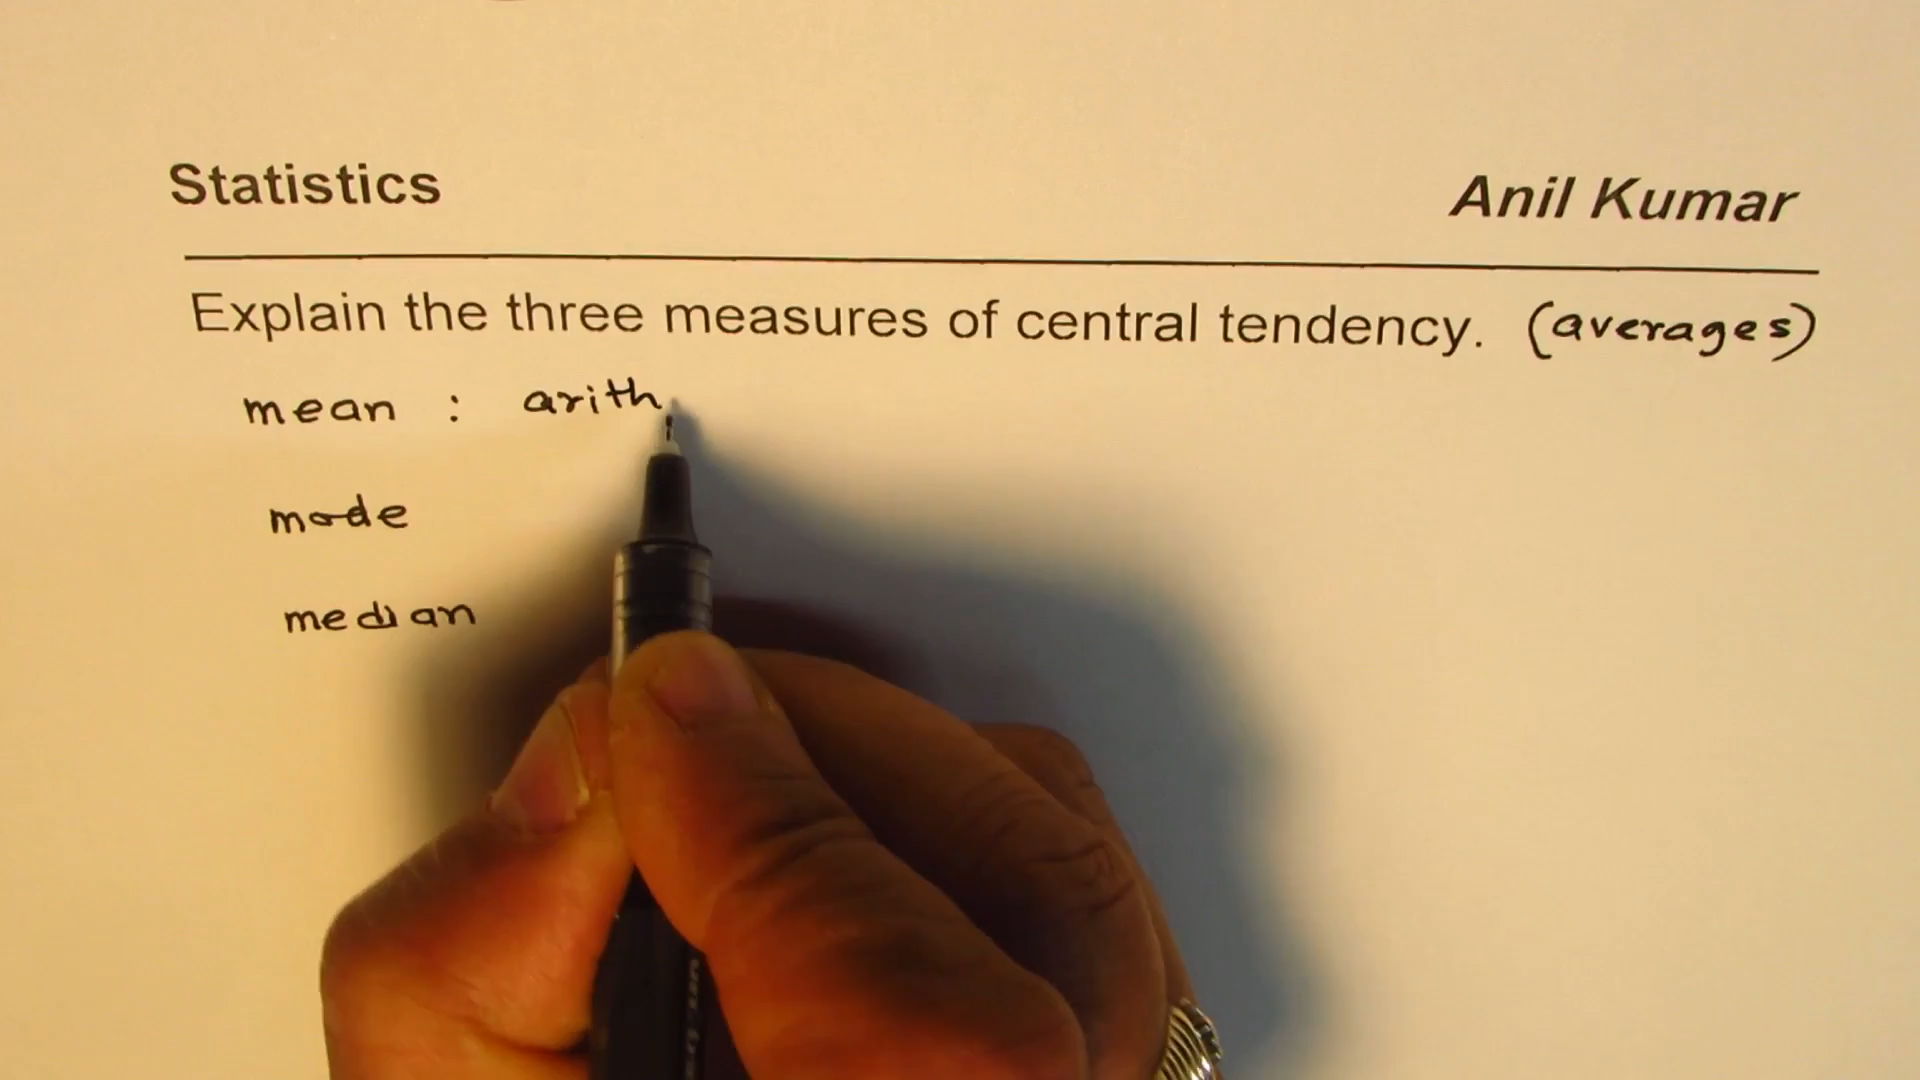 Statistics Anil Kumar
Explain the three measures of central tendency. (averages)
mean : arith
mode
median